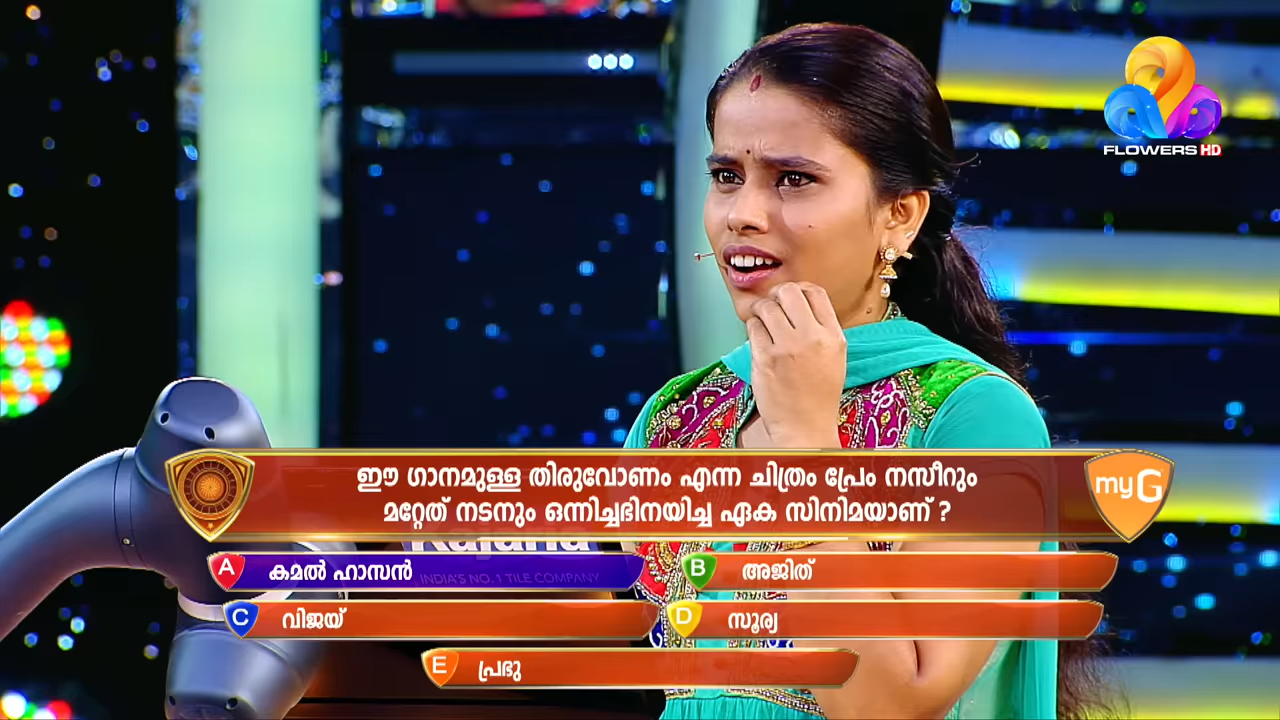 FLOWERS HD
ഈ ഗാനമുള്ള തിരുവോണം എന്ന ചിത്രം പ്രേം നസീറും
മറ്റേത് നടനും ഒന്നിച്ചഭിനയിച്ച ഏക സിനിമയാണ് ?
myG
Kajaria
INDIA'S NO.1 TILE COMPANY
A കമൽ ഹാസൻ
B അജിത്
C വിജയ്
D സൂര്യ
E പ്രഭു